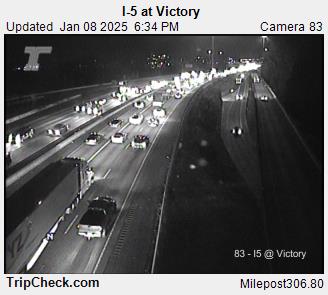 I-5 at Victory
Updated Jan 08 2025 6:34 PM Camera 83
83 - I5 @ Victory
TripCheck.com Milepost306.80